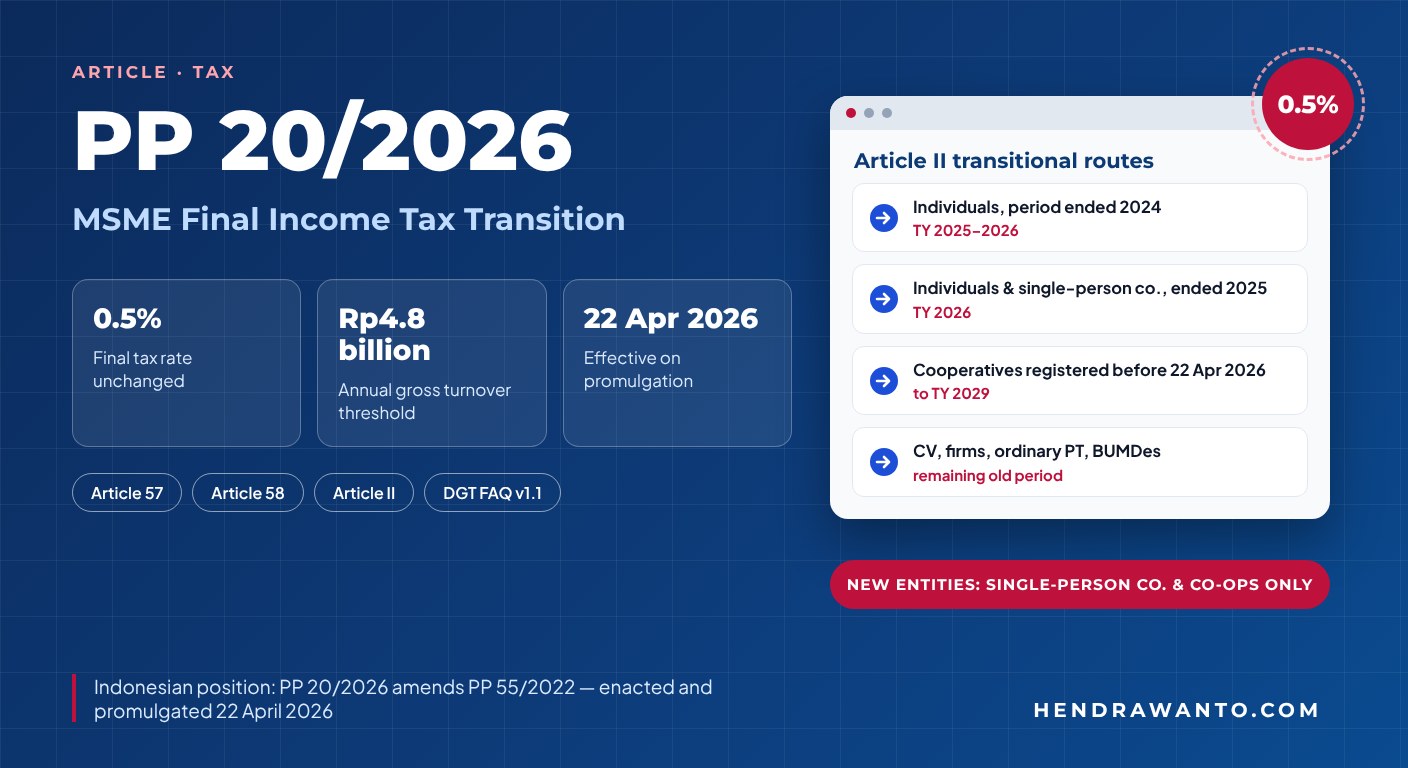 ARTICLE · TAX
PP 20/2026
MSME Final Income Tax Transition
0.5%
Final tax rate
unchanged
Rp4.8
billion
Annual gross turnover
threshold
22 Apr 2026
Effective on
promulgation
Article 57
Article 58
Article II
DGT FAQ v1.1
0.5%
Article II transitional routes
Individuals, period ended 2024
TY 2025–2026
Individuals & single-person co., ended 2025
TY 2026
Cooperatives registered before 22 Apr 2026
to TY 2029
CV, firms, ordinary PT, BUMDes
remaining old period
NEW ENTITIES: SINGLE-PERSON CO. & CO-OPS ONLY
Indonesian position: PP 20/2026 amends PP 55/2022 — enacted and
promulgated 22 April 2026
HENDRAWANTO.COM